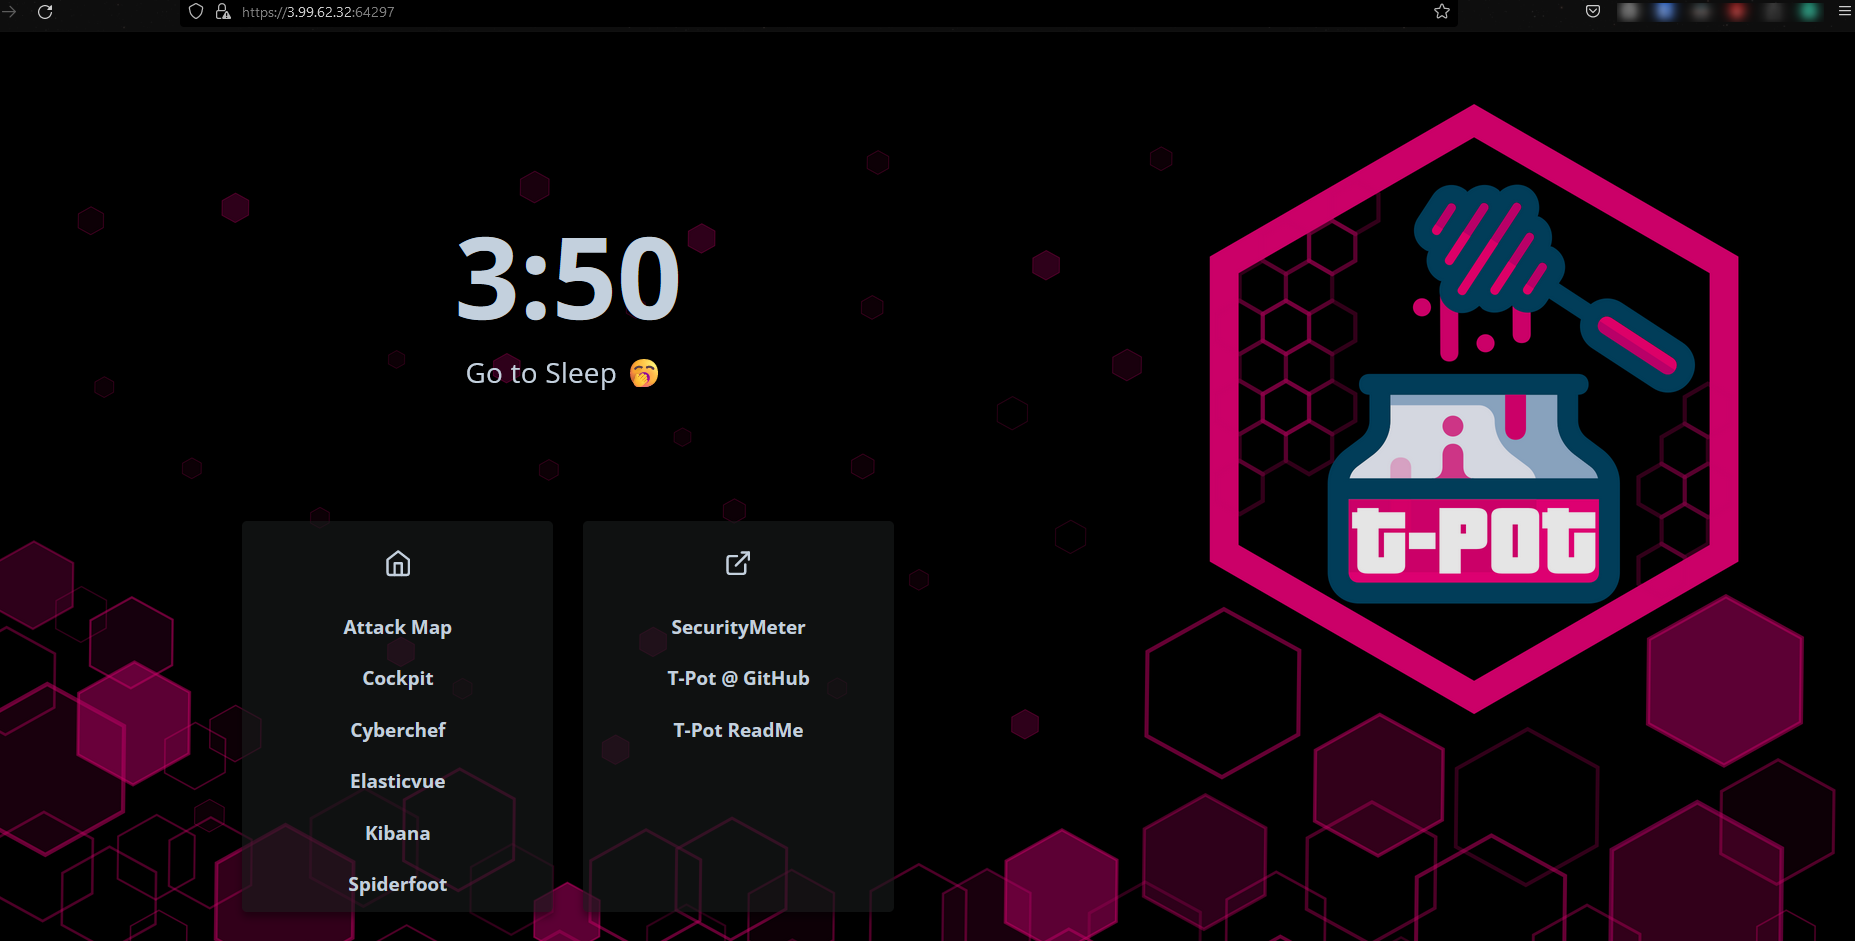 https://3.99.62.32:64297
3:50
Go to Sleep 🥱
Attack Map
Cockpit
Cyberchef
Elasticvue
Kibana
Spiderfoot
SecurityMeter
T-Pot @ GitHub
T-Pot ReadMe
t-pot